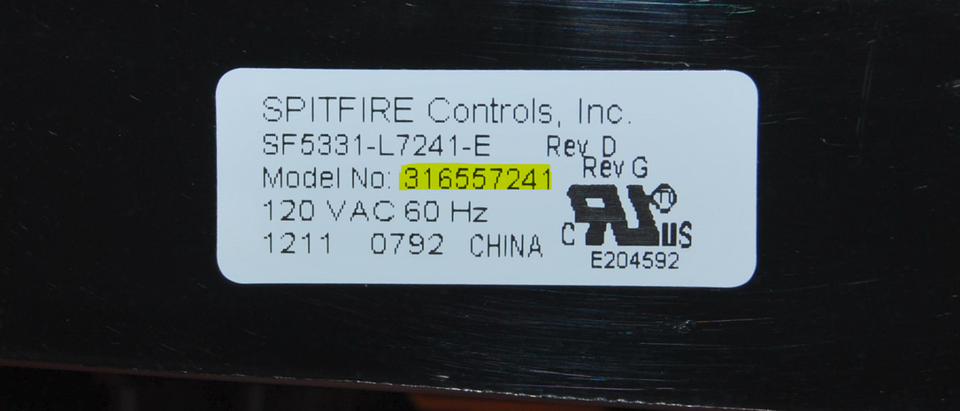 SPITFIRE Controls, Inc.
SF5331-L7241-E Rev D
Rev G
Model No: 316557241
120 VAC 60 Hz
1211 0792 CHINA
C RU US
E204592